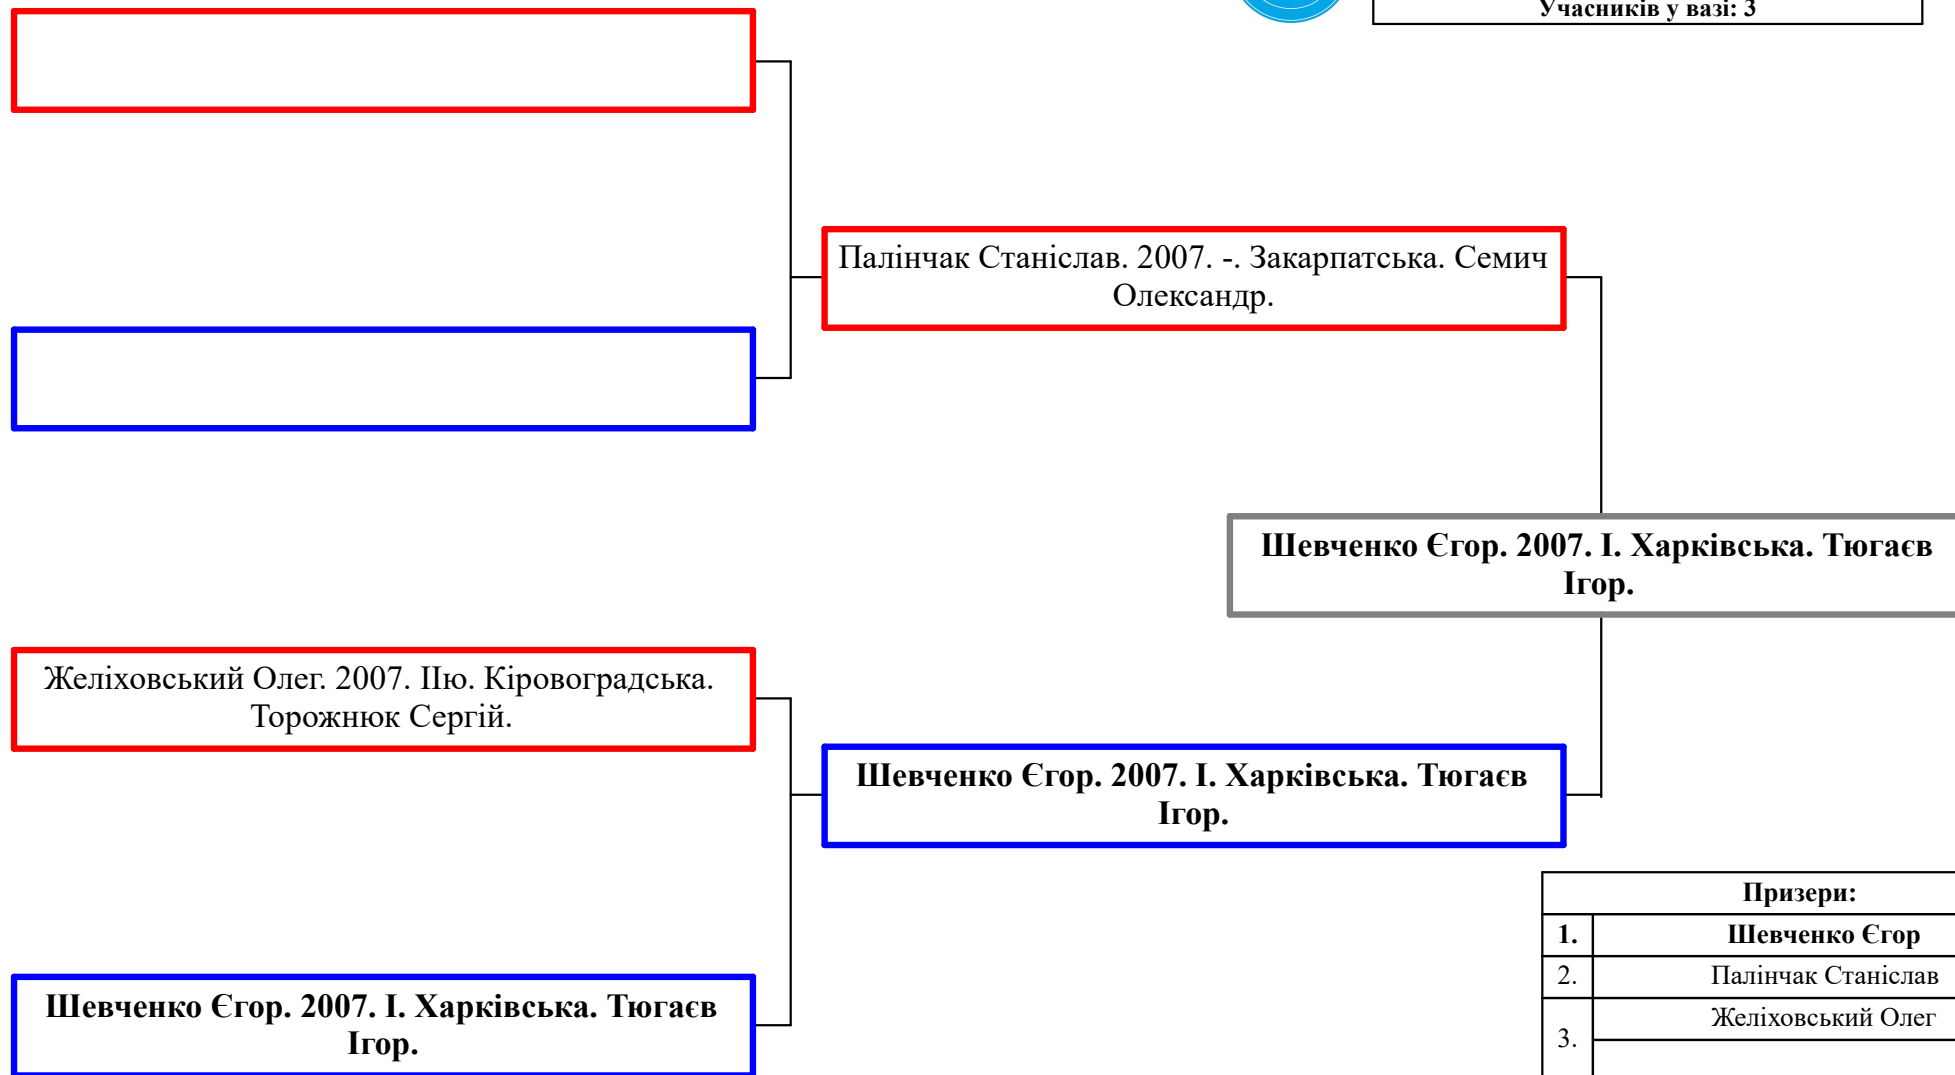 Учасників у вазі: 3
Палінчак Станіслав. 2007. -. Закарпатська. Семич
Олександр.
Шевченко Єгор. 2007. І. Харківська. Тюгаєв
Ігор.
Желіховський Олег. 2007. ІІю. Кіровоградська.
Торожнюк Сергій.
Шевченко Єгор. 2007. І. Харківська. Тюгаєв
Ігор.
Призери:
1. Шевченко Єгор
2. Палінчак Станіслав
3. Желіховський Олег
Шевченко Єгор. 2007. І. Харківська. Тюгаєв
Ігор.